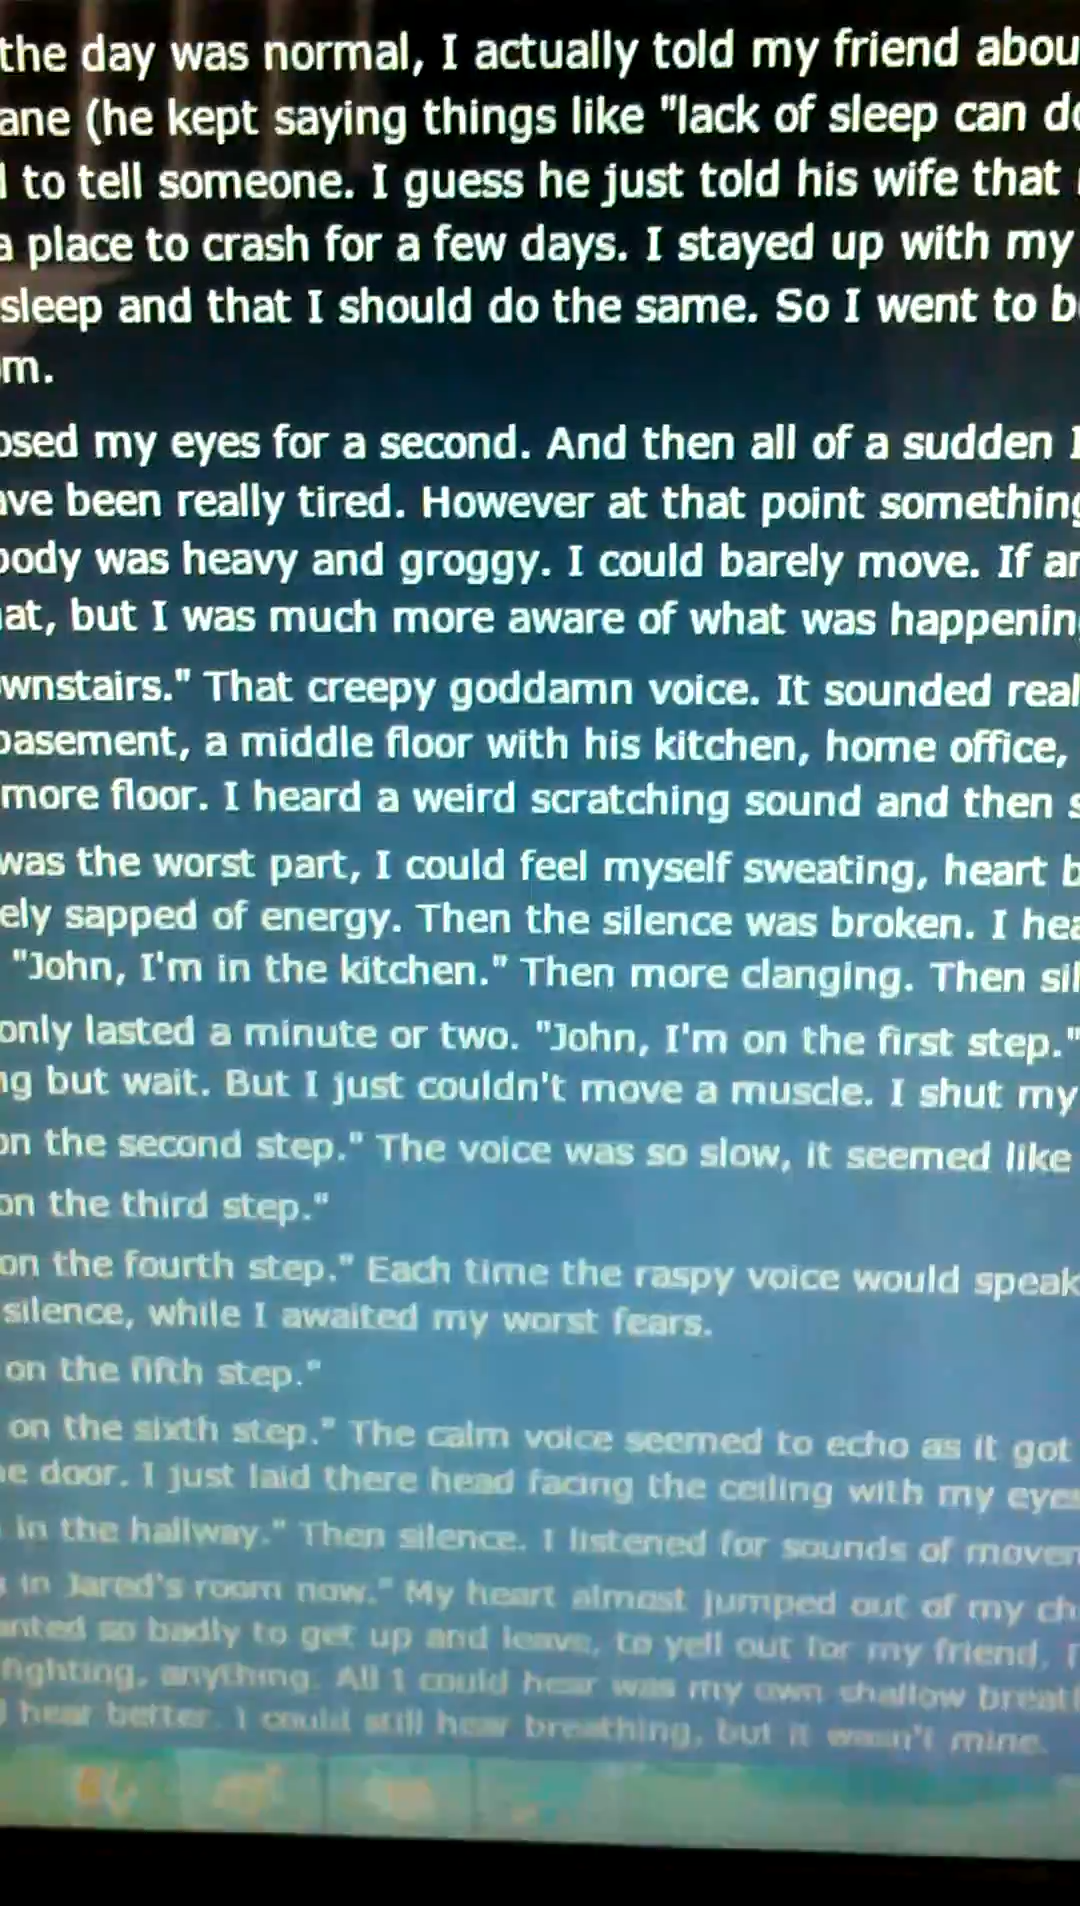 the day was normal, I actually told my friend abou
ane (he kept saying things like "lack of sleep can do
to tell someone. I guess he just told his wife that
a place to crash for a few days. I stayed up with my
sleep and that I should do the same. So I went to b
m.
osed my eyes for a second. And then all of a sudden I
ave been really tired. However at that point something
body was heavy and groggy. I could barely move. If an
at, but I was much more aware of what was happening
wnstairs." That creepy goddamn voice. It sounded real
basement, a middle floor with his kitchen, home office,
more floor. I heard a weird scratching sound and then s
was the worst part, I could feel myself sweating, heart b
ely sapped of energy. Then the silence was broken. I hea
"John, I'm in the kitchen." Then more clanging. Then sil
only lasted a minute or two. "John, I'm on the first step."
ng but wait. But I just couldn't move a muscle. I shut my
on the second step." The voice was so slow, it seemed like
on the third step."
on the fourth step." Each time the raspy voice would speak
silence, while I awaited my worst fears.
on the fifth step."
on the sixth step." The calm voice seemed to echo as it got
he door. I just laid there head facing the ceiling with my eyes
in the hallway." Then silence. I listened for sounds of movem
in Jared's room now." My heart almost jumped out of my ch
anted so badly to get up and leave, to yell out for my friend.
fighting, anything. All I could hear was my own shallow breat
hear better. I could still hear breathing, but it wasn't mine.